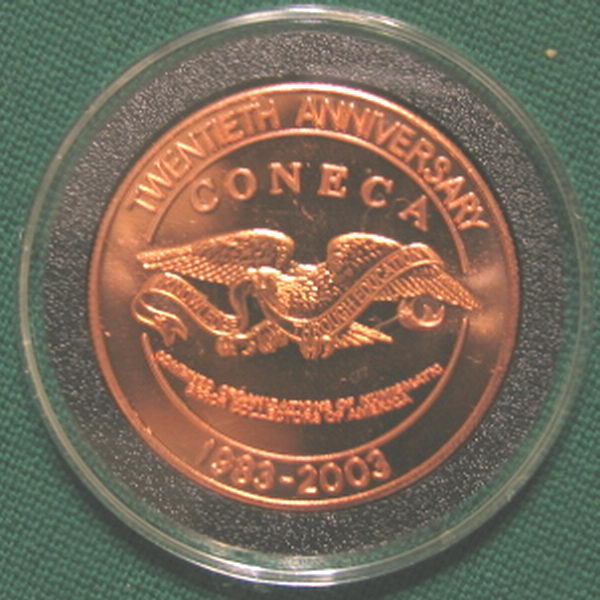 TWENTIETH ANNIVERSARY
CONECA
KNOWLEDGE
THROUGH EDUCATION
COMBINED ORGANIZATIONS OF NUMISMATIC
ERROR COLLECTORS OF AMERICA
1983-2003